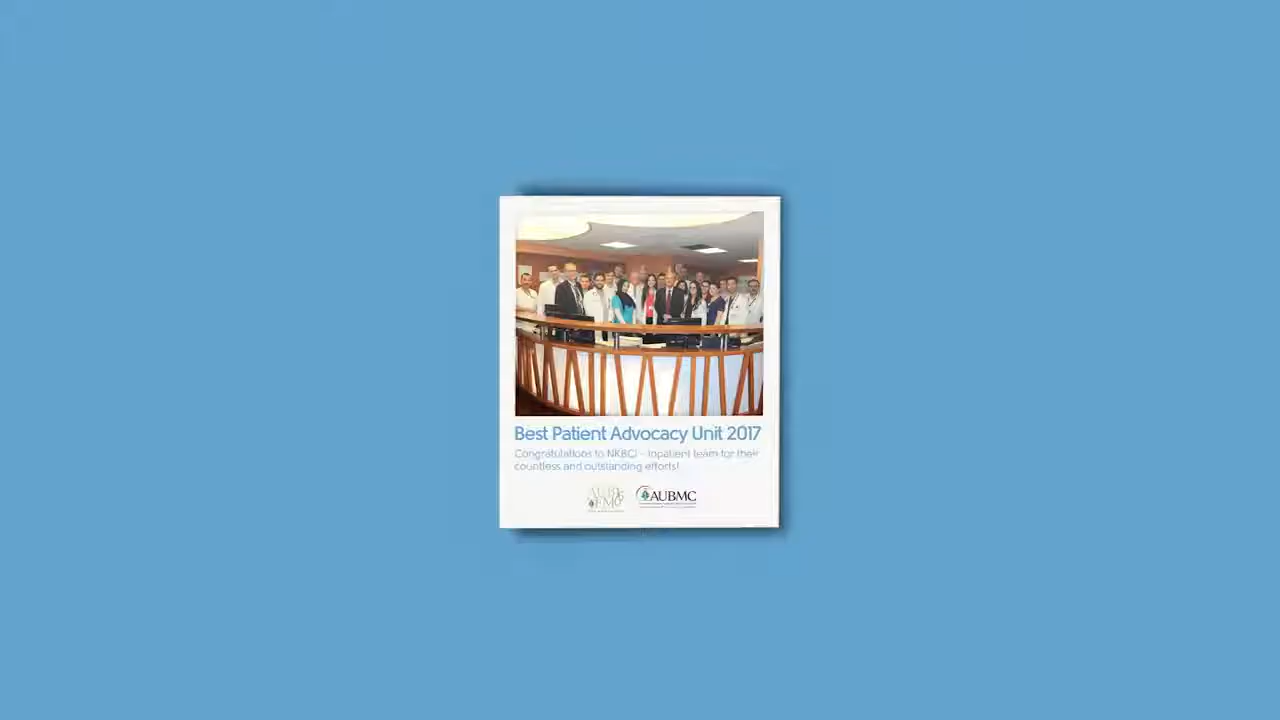 Best Patient Advocacy Unit 2017
Congratulations to NKBCI - Inpatient team for their
countless and outstanding efforts!
AUBMC